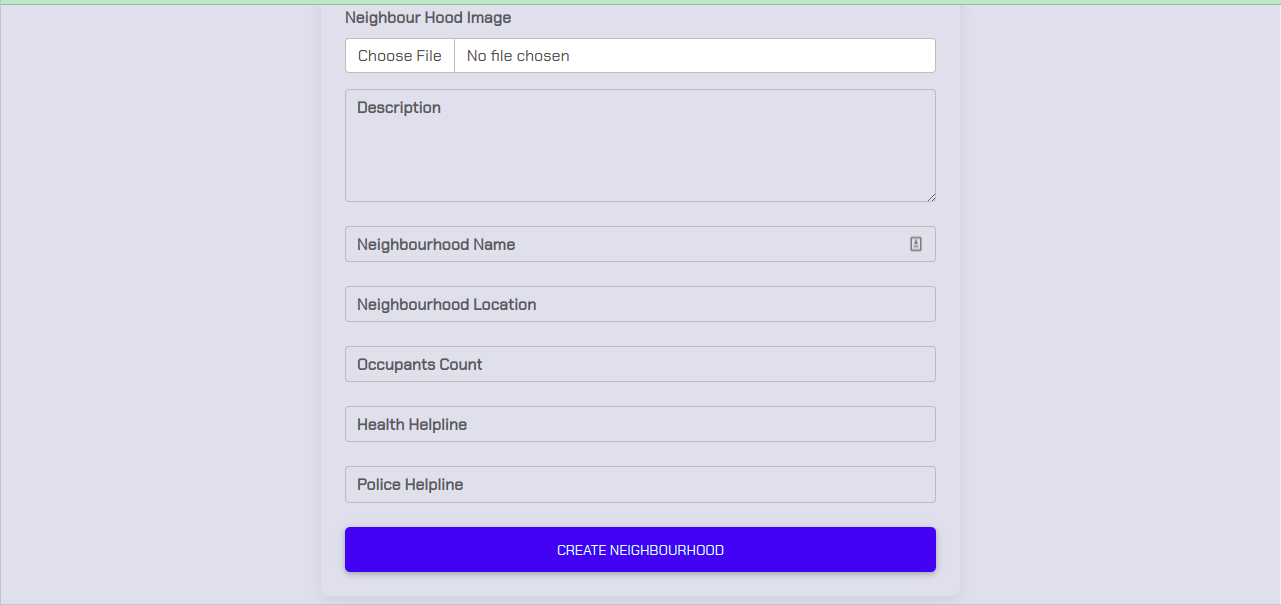 Neighbour Hood Image
Choose File No file chosen
Description
Neighbourhood Name
Neighbourhood Location
Occupants Count
Health Helpline
Police Helpline
CREATE NEIGHBOURHOOD